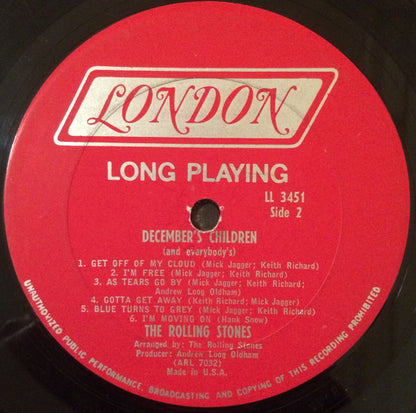 LONDON
LONG PLAYING
LL 3451
Side 2
DECEMBER'S CHILDREN
(and everybody's)
1. GET OFF OF MY CLOUD (Mick Jagger; Keith Richard)
2. I'M FREE (Mick Jagger; Keith Richard)
3. AS TEARS GO BY (Mick Jagger; Keith Richard;
Andrew Loog Oldham)
4. GOTTA GET AWAY (Keith Richard; Mick Jagger)
5. BLUE TURNS TO GREY (Mick Jagger; Keith Richard)
6. I'M MOVING ON (Hank Snow)
THE ROLLING STONES
Arranged by: The Rolling Stones
Producer: Andrew Loog Oldham
(ARL 7032)
Made in U.S.A.
UNAUTHORIZED PUBLIC PERFORMANCE, BROADCASTING AND COPYING OF THIS RECORDING PROHIBITED